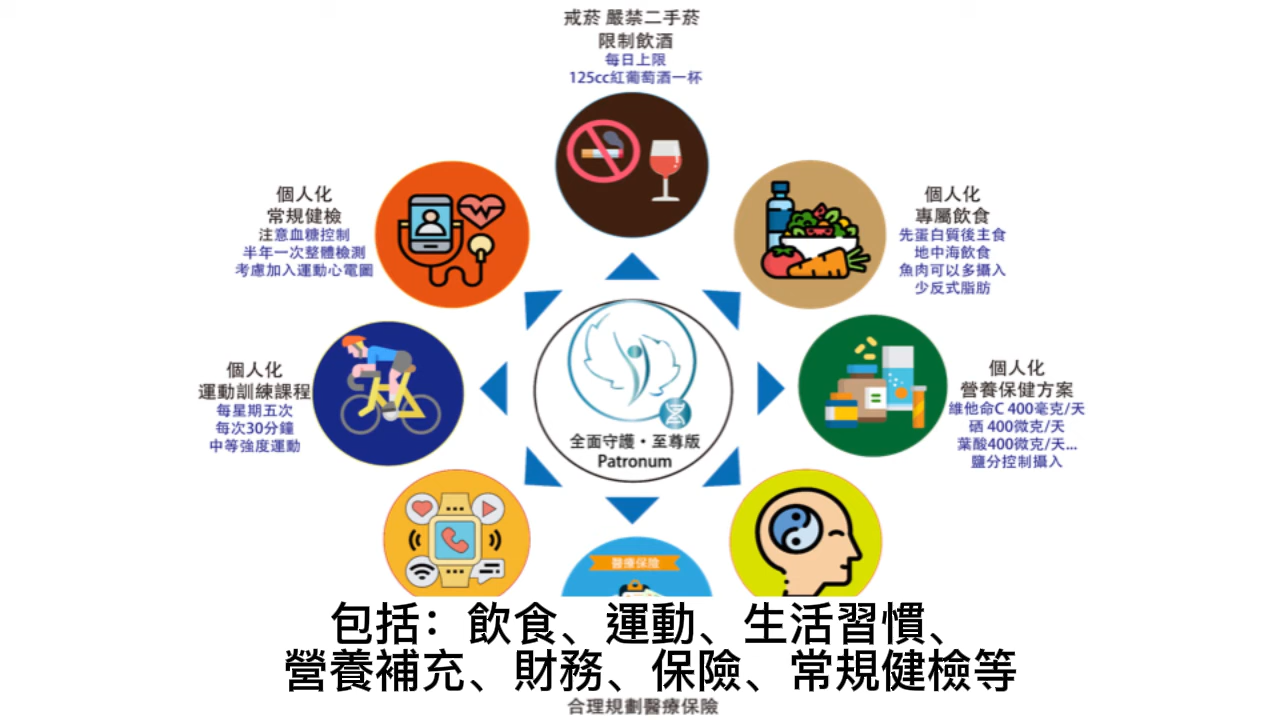 戒菸 嚴禁二手菸
限制飲酒
每日上限
125cc紅葡萄酒一杯
個人化
常規健檢
注意血糖控制
半年一次整體檢測
考慮加入運動心電圖
個人化
專屬飲食
先蛋白質後主食
地中海飲食
魚肉可以多攝入
少反式脂肪
個人化
運動訓練課程
每星期五次
每次30分鐘
中等強度運動
全面守護・至尊版
Patronum
個人化
營養保健方案
維他命C 400毫克/天
硒 400微克/天
葉酸400微克/天...
鹽分控制攝入
醫療保險
包括：飲食、運動、生活習慣、
營養補充、財務、保險、常規健檢等
合理規劃醫療保險